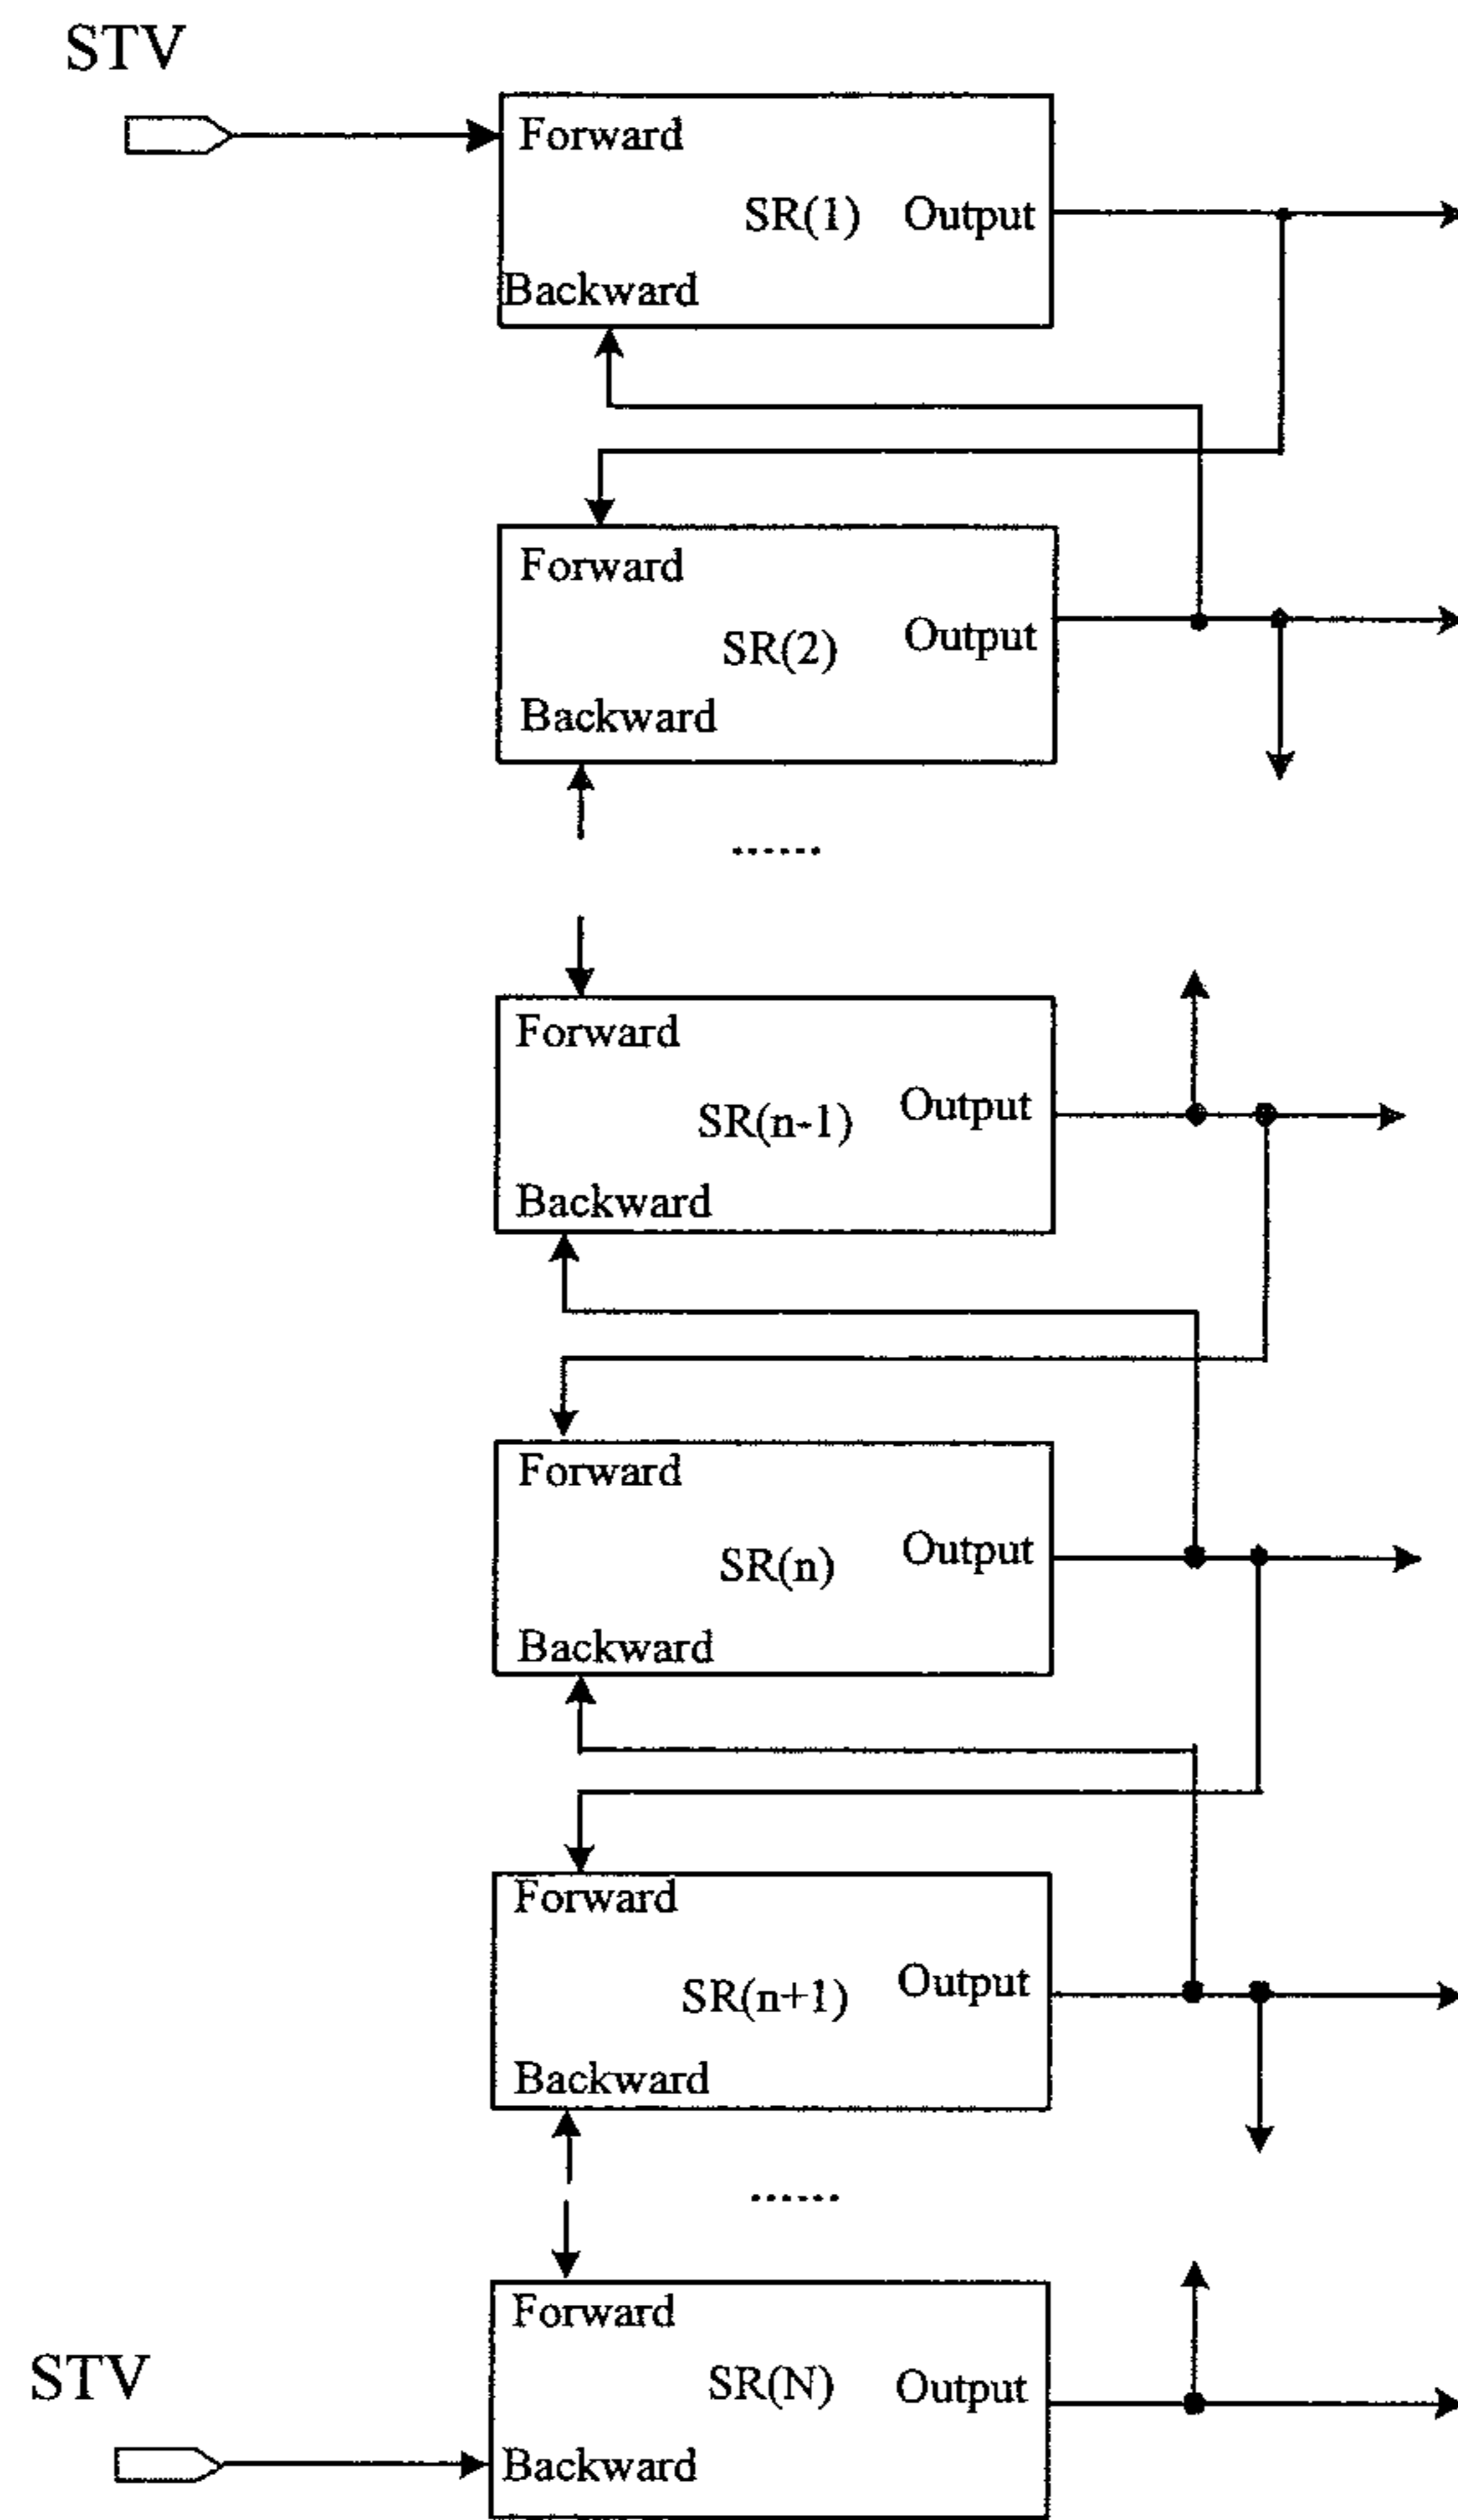 STV
Forward
SR(1) Output
Backward
Forward
SR(2) Output
Backward
......
Forward
SR(n-1) Output
Backward
Forward
SR(n) Output
Backward
Forward
SR(n+1) Output
Backward
......
Forward
STV
SR(N) Output
Backward